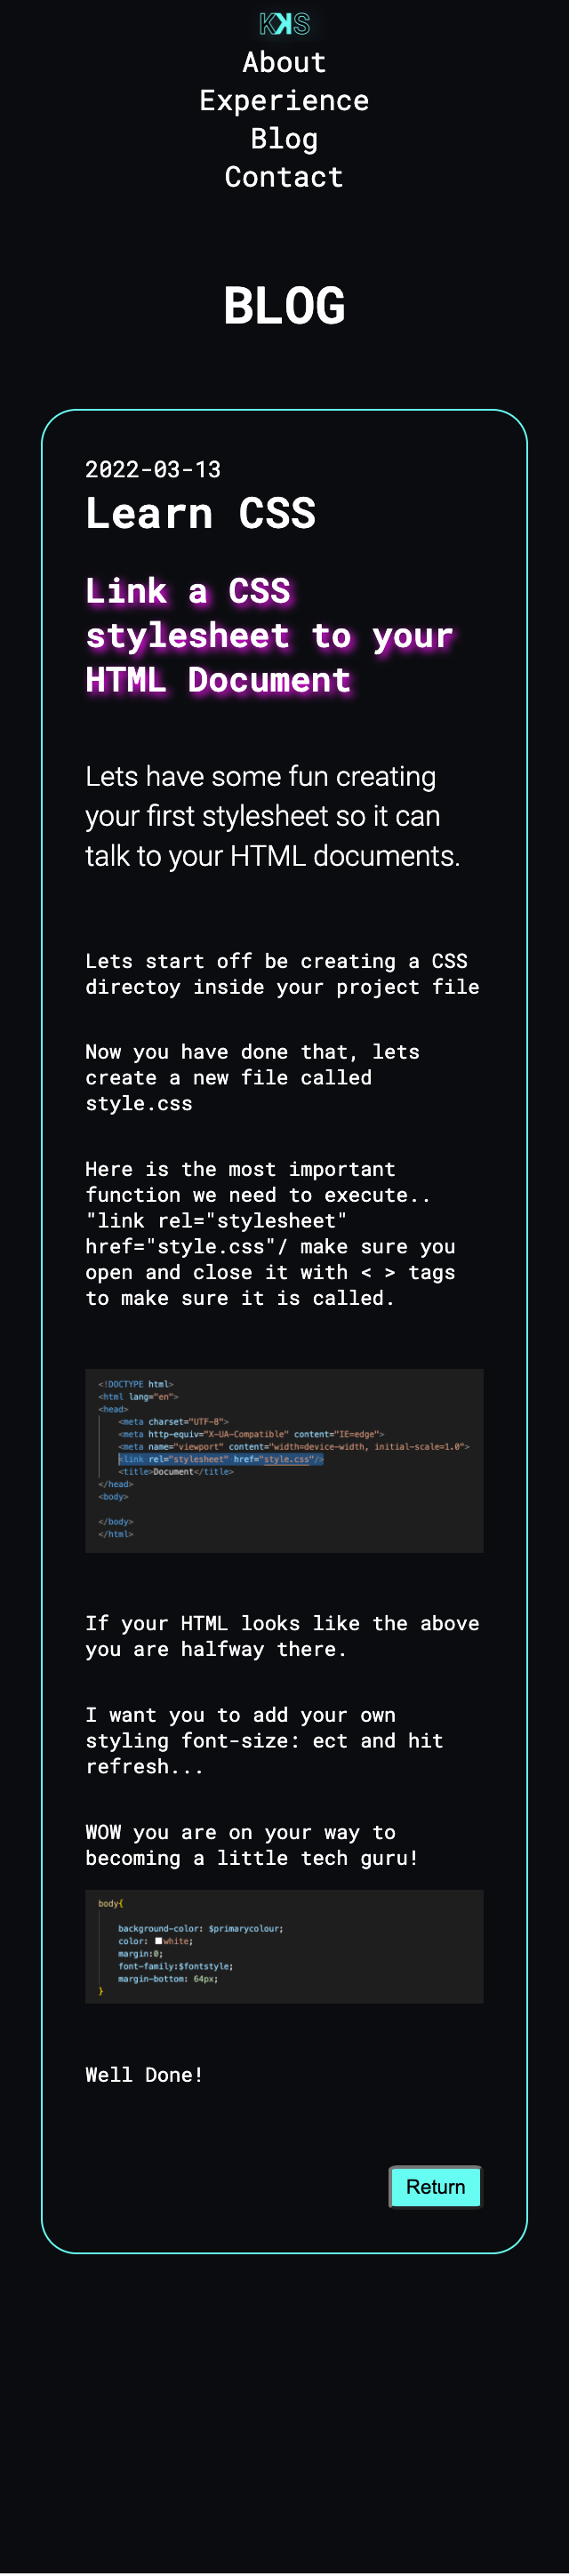 KKS
About
Experience
Blog
Contact
BLOG
2022-03-13
Learn CSS
Link a CSS
stylesheet to your
HTML Document
Lets have some fun creating
your first stylesheet so it can
talk to your HTML documents.
Lets start off be creating a CSS
directoy inside your project file
Now you have done that, lets
create a new file called
style.css
Here is the most important
function we need to execute..
"link rel="stylesheet"
href="style.css"/ make sure you
open and close it with < > tags
to make sure it is called.
<!DOCTYPE html>
<html lang="en">
<head>
<meta charset="UTF-8">
<meta http-equiv="X-UA-Compatible" content="IE=edge">
<meta name="viewport" content="width=device-width, initial-scale=1.0">
<link rel="stylesheet" href="style.css"/>
<title>Document</title>
</head>
<body>
</body>
</html>
If your HTML looks like the above
you are halfway there.
I want you to add your own
styling font-size: ect and hit
refresh...
WOW you are on your way to
becoming a little tech guru!
body{
background-color: $primarycolour;
color: white;
margin:0;
font-family:$fontstyle;
margin-bottom: 64px;
}
Well Done!
Return